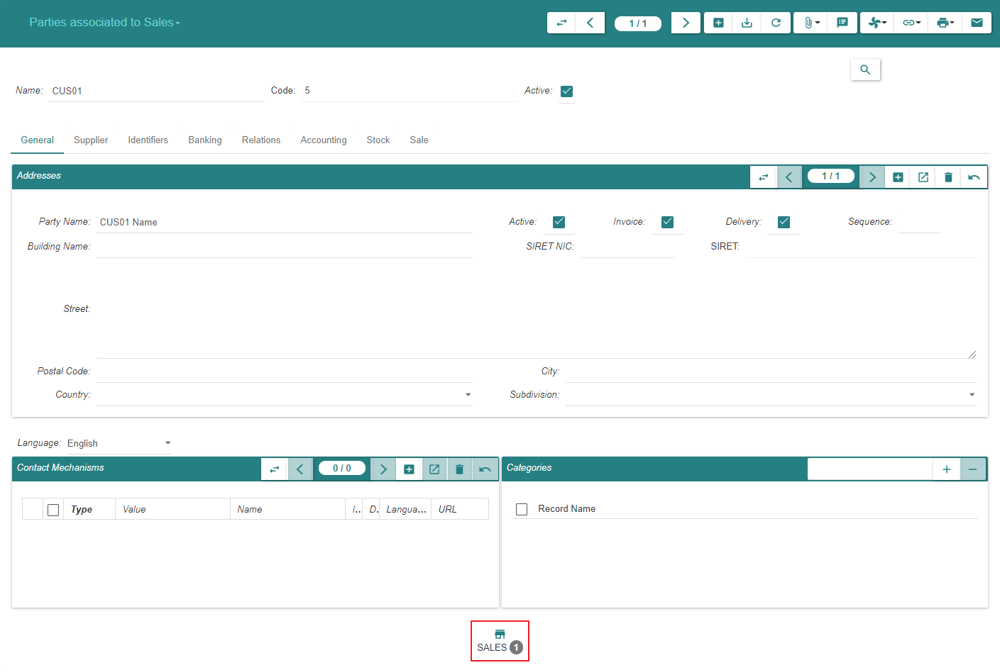 Parties associated to Sales
1 / 1
Name: CUS01 Code: 5 Active:
General Supplier Identifiers Banking Relations Accounting Stock Sale
Addresses 1 / 1
Party Name: CUS01 Name Active: Invoice: Delivery: Sequence:
Building Name: SIRET NIC: SIRET:
Street:
Postal Code: City:
Country: Subdivision:
Language: English
Contact Mechanisms 0 / 0
Type Value Name I.. D. Langua... URL
Categories
Record Name
SALES 1